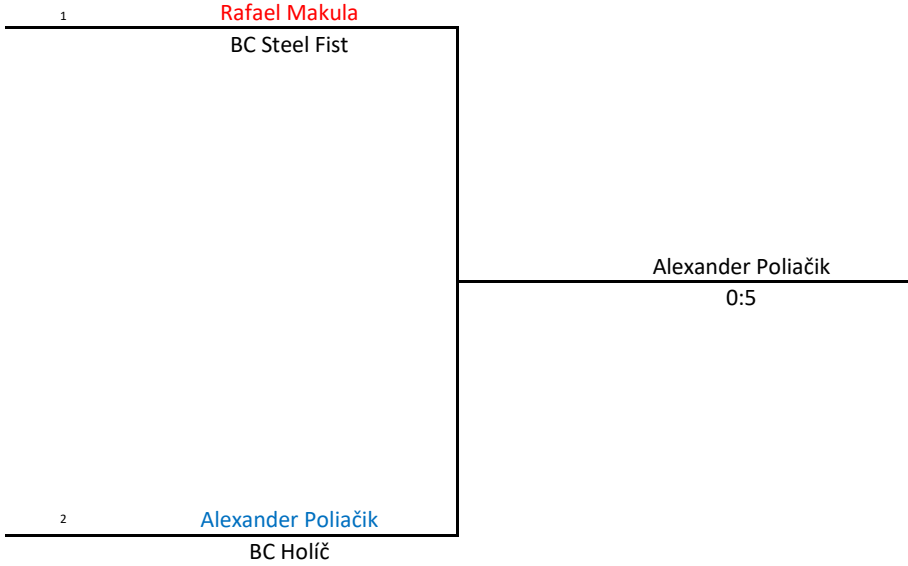 1 Rafael Makula
BC Steel Fist
Alexander Poliačik
0:5
2 Alexander Poliačik
BC Holíč